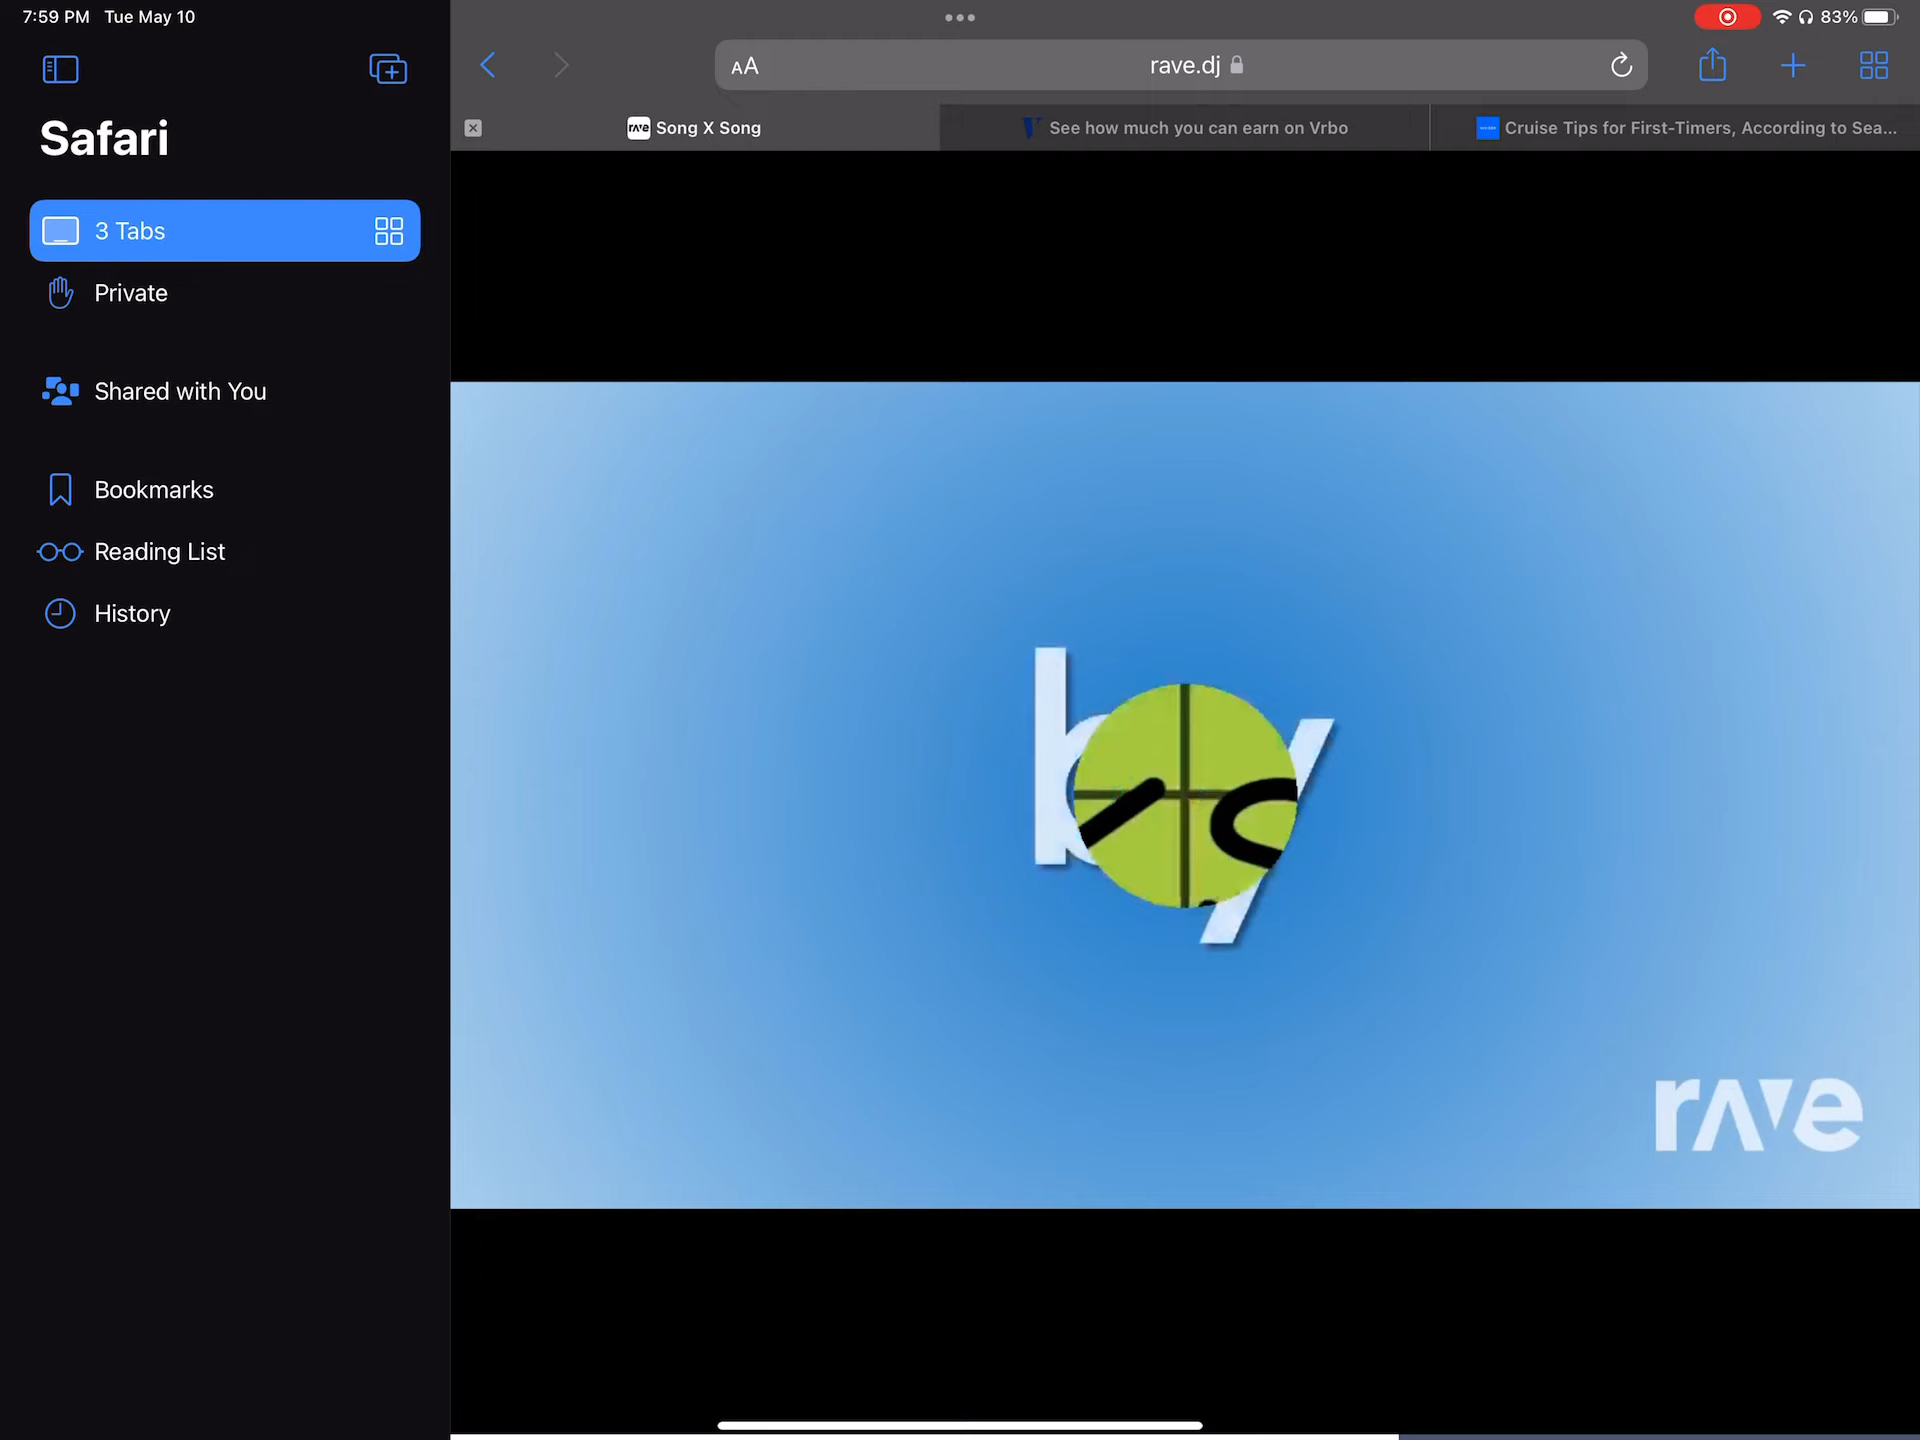 7:59 PM Tue May 10
83%
Safari
3 Tabs
Private
Shared with You
Bookmarks
Reading List
History
AA
rave.dj
rave Song X Song
V See how much you can earn on Vrbo
Cruise Tips for First-Timers, According to Sea...
by
rave